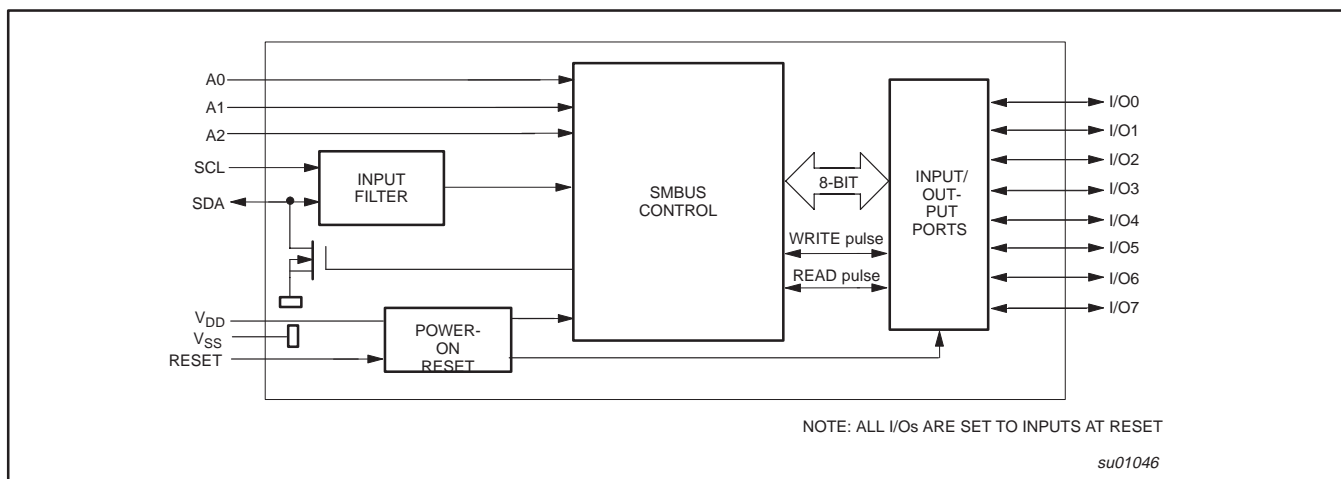 A0
A1
A2
SCL
SDA
VDD
VSS
RESET
INPUT
FILTER
POWER-
ON
RESET
SMBUS
CONTROL
8-BIT
WRITE pulse
READ pulse
INPUT/
OUT-
PUT
PORTS
I/O0
I/O1
I/O2
I/O3
I/O4
I/O5
I/O6
I/O7
NOTE: ALL I/Os ARE SET TO INPUTS AT RESET
su01046